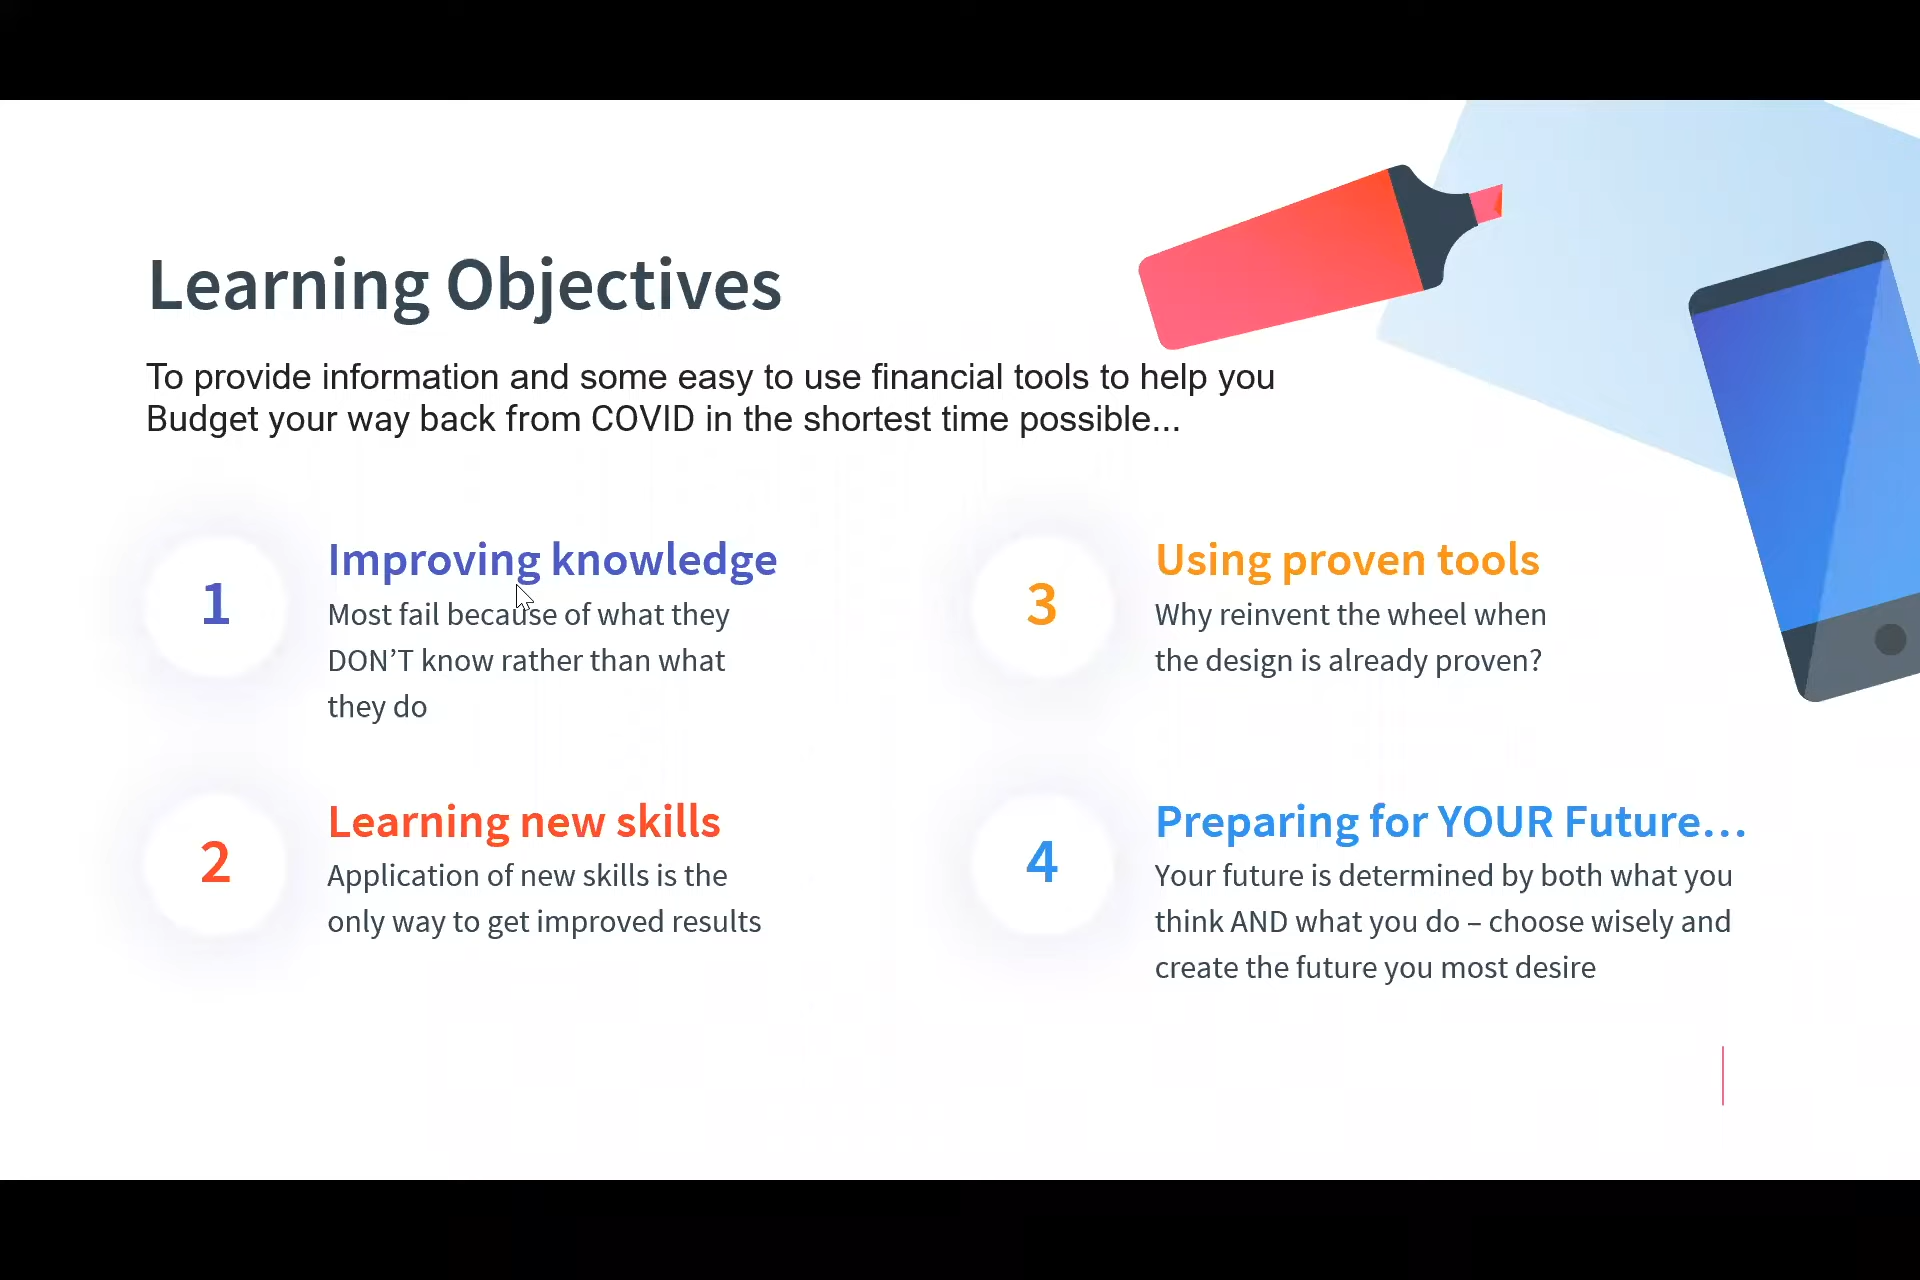 Learning Objectives
To provide information and some easy to use financial tools to help you
Budget your way back from COVID in the shortest time possible...
1
Improving knowledge
Most fail because of what they
DON’T know rather than what
they do
2
Learning new skills
Application of new skills is the
only way to get improved results
3
Using proven tools
Why reinvent the wheel when
the design is already proven?
4
Preparing for YOUR Future…
Your future is determined by both what you
think AND what you do – choose wisely and
create the future you most desire